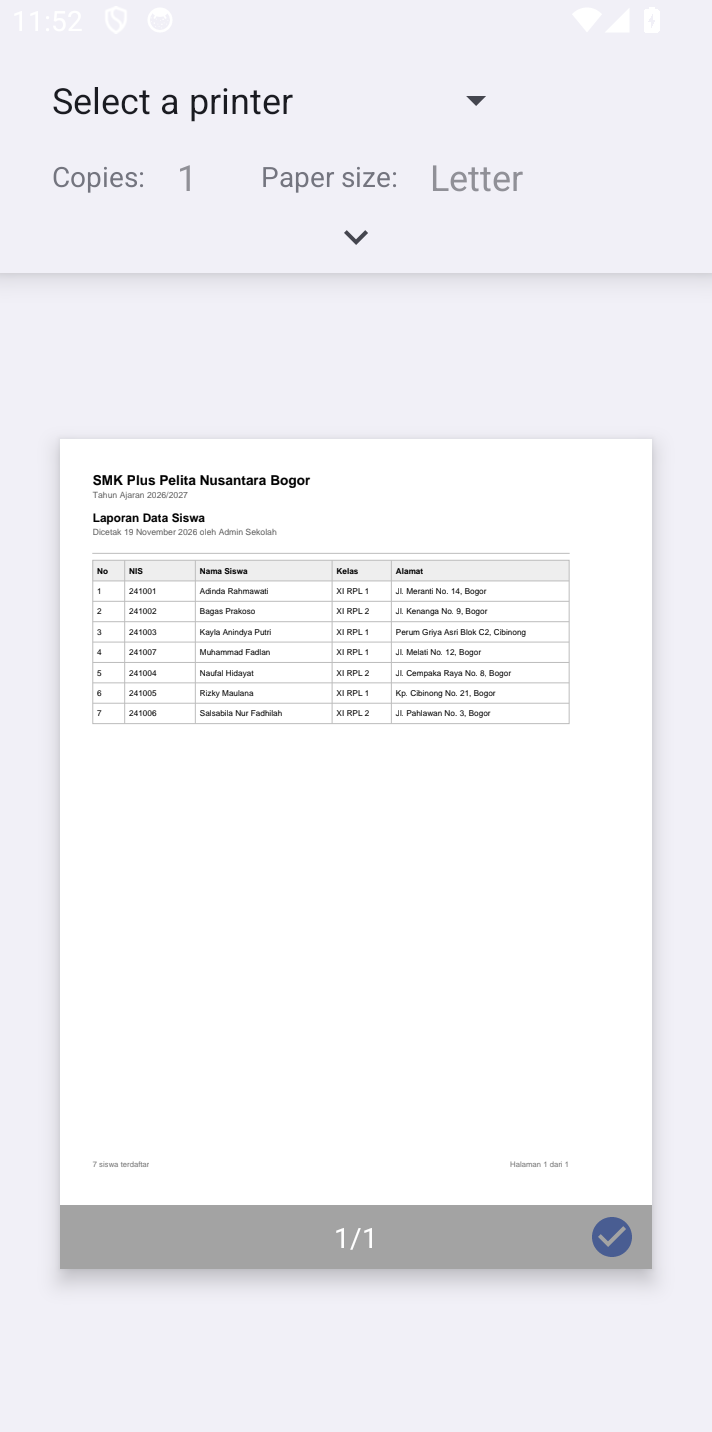 11:52
Select a printer
Copies: 1 Paper size: Letter
SMK Plus Pelita Nusantara Bogor
Tahun Ajaran 2026/2027
Laporan Data Siswa
Dicetak 19 November 2026 oleh Admin Sekolah
No NIS Nama Siswa Kelas Alamat
1 241001 Adinda Rahmawati XI RPL 1 Jl. Meranti No. 14, Bogor
2 241002 Bagas Prakoso XI RPL 2 Jl. Kenanga No. 9, Bogor
3 241003 Kayla Anindya Putri XI RPL 1 Perum Griya Asri Blok C2, Cibinong
4 241007 Muhammad Fadlan XI RPL 1 Jl. Melati No. 12, Bogor
5 241004 Naufal Hidayat XI RPL 2 Jl. Cempaka Raya No. 8, Bogor
6 241005 Rizky Maulana XI RPL 1 Kp. Cibinong No. 21, Bogor
7 241006 Salsabila Nur Fadhilah XI RPL 2 Jl. Pahlawan No. 3, Bogor
7 siswa terdaftar Halaman 1 dari 1
1/1